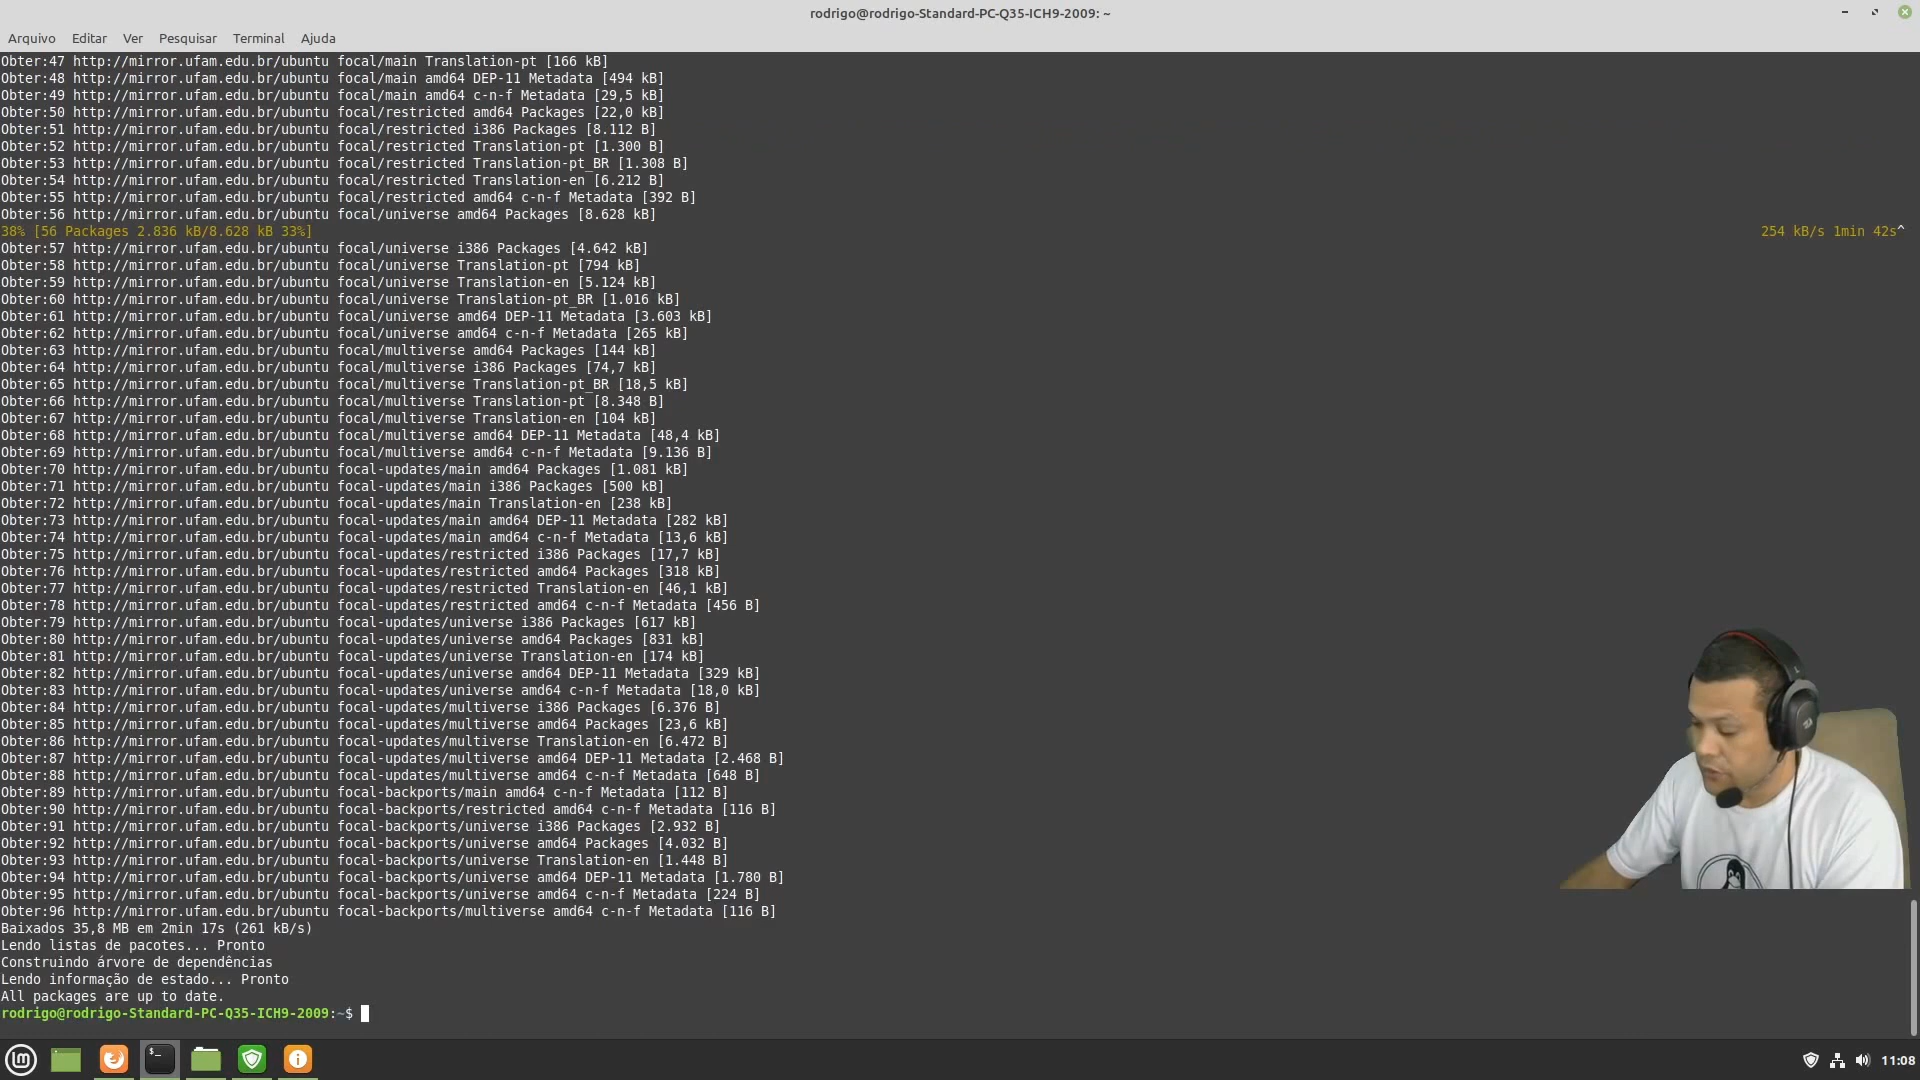 rodrigo@rodrigo-Standard-PC-Q35-ICH9-2009: ~
Arquivo Editar Ver Pesquisar Terminal Ajuda
Obter:47 http://mirror.ufam.edu.br/ubuntu focal/main Translation-pt [166 kB]
Obter:48 http://mirror.ufam.edu.br/ubuntu focal/main amd64 DEP-11 Metadata [494 kB]
Obter:49 http://mirror.ufam.edu.br/ubuntu focal/main amd64 c-n-f Metadata [29,5 kB]
Obter:50 http://mirror.ufam.edu.br/ubuntu focal/restricted amd64 Packages [22,0 kB]
Obter:51 http://mirror.ufam.edu.br/ubuntu focal/restricted i386 Packages [8.112 B]
Obter:52 http://mirror.ufam.edu.br/ubuntu focal/restricted Translation-pt [1.300 B]
Obter:53 http://mirror.ufam.edu.br/ubuntu focal/restricted Translation-pt_BR [1.308 B]
Obter:54 http://mirror.ufam.edu.br/ubuntu focal/restricted Translation-en [6.212 B]
Obter:55 http://mirror.ufam.edu.br/ubuntu focal/restricted amd64 c-n-f Metadata [392 B]
Obter:56 http://mirror.ufam.edu.br/ubuntu focal/universe amd64 Packages [8.628 kB]
38% [56 Packages 2.836 kB/8.628 kB 33%] 254 kB/s 1min 42s^
Obter:57 http://mirror.ufam.edu.br/ubuntu focal/universe i386 Packages [4.642 kB]
Obter:58 http://mirror.ufam.edu.br/ubuntu focal/universe Translation-pt [794 kB]
Obter:59 http://mirror.ufam.edu.br/ubuntu focal/universe Translation-en [5.124 kB]
Obter:60 http://mirror.ufam.edu.br/ubuntu focal/universe Translation-pt_BR [1.016 kB]
Obter:61 http://mirror.ufam.edu.br/ubuntu focal/universe amd64 DEP-11 Metadata [3.603 kB]
Obter:62 http://mirror.ufam.edu.br/ubuntu focal/universe amd64 c-n-f Metadata [265 kB]
Obter:63 http://mirror.ufam.edu.br/ubuntu focal/multiverse amd64 Packages [144 kB]
Obter:64 http://mirror.ufam.edu.br/ubuntu focal/multiverse i386 Packages [74,7 kB]
Obter:65 http://mirror.ufam.edu.br/ubuntu focal/multiverse Translation-pt_BR [18,5 kB]
Obter:66 http://mirror.ufam.edu.br/ubuntu focal/multiverse Translation-pt [8.348 B]
Obter:67 http://mirror.ufam.edu.br/ubuntu focal/multiverse Translation-en [104 kB]
Obter:68 http://mirror.ufam.edu.br/ubuntu focal/multiverse amd64 DEP-11 Metadata [48,4 kB]
Obter:69 http://mirror.ufam.edu.br/ubuntu focal/multiverse amd64 c-n-f Metadata [9.136 B]
Obter:70 http://mirror.ufam.edu.br/ubuntu focal-updates/main amd64 Packages [1.081 kB]
Obter:71 http://mirror.ufam.edu.br/ubuntu focal-updates/main i386 Packages [500 kB]
Obter:72 http://mirror.ufam.edu.br/ubuntu focal-updates/main Translation-en [238 kB]
Obter:73 http://mirror.ufam.edu.br/ubuntu focal-updates/main amd64 DEP-11 Metadata [282 kB]
Obter:74 http://mirror.ufam.edu.br/ubuntu focal-updates/main amd64 c-n-f Metadata [13,6 kB]
Obter:75 http://mirror.ufam.edu.br/ubuntu focal-updates/restricted i386 Packages [17,7 kB]
Obter:76 http://mirror.ufam.edu.br/ubuntu focal-updates/restricted amd64 Packages [318 kB]
Obter:77 http://mirror.ufam.edu.br/ubuntu focal-updates/restricted Translation-en [46,1 kB]
Obter:78 http://mirror.ufam.edu.br/ubuntu focal-updates/restricted amd64 c-n-f Metadata [456 B]
Obter:79 http://mirror.ufam.edu.br/ubuntu focal-updates/universe i386 Packages [617 kB]
Obter:80 http://mirror.ufam.edu.br/ubuntu focal-updates/universe amd64 Packages [831 kB]
Obter:81 http://mirror.ufam.edu.br/ubuntu focal-updates/universe Translation-en [174 kB]
Obter:82 http://mirror.ufam.edu.br/ubuntu focal-updates/universe amd64 DEP-11 Metadata [329 kB]
Obter:83 http://mirror.ufam.edu.br/ubuntu focal-updates/universe amd64 c-n-f Metadata [18,0 kB]
Obter:84 http://mirror.ufam.edu.br/ubuntu focal-updates/multiverse i386 Packages [6.376 B]
Obter:85 http://mirror.ufam.edu.br/ubuntu focal-updates/multiverse amd64 Packages [23,6 kB]
Obter:86 http://mirror.ufam.edu.br/ubuntu focal-updates/multiverse Translation-en [6.472 B]
Obter:87 http://mirror.ufam.edu.br/ubuntu focal-updates/multiverse amd64 DEP-11 Metadata [2.468 B]
Obter:88 http://mirror.ufam.edu.br/ubuntu focal-updates/multiverse amd64 c-n-f Metadata [648 B]
Obter:89 http://mirror.ufam.edu.br/ubuntu focal-backports/main amd64 c-n-f Metadata [112 B]
Obter:90 http://mirror.ufam.edu.br/ubuntu focal-backports/restricted amd64 c-n-f Metadata [116 B]
Obter:91 http://mirror.ufam.edu.br/ubuntu focal-backports/universe i386 Packages [2.932 B]
Obter:92 http://mirror.ufam.edu.br/ubuntu focal-backports/universe amd64 Packages [4.032 B]
Obter:93 http://mirror.ufam.edu.br/ubuntu focal-backports/universe Translation-en [1.448 B]
Obter:94 http://mirror.ufam.edu.br/ubuntu focal-backports/universe amd64 DEP-11 Metadata [1.780 B]
Obter:95 http://mirror.ufam.edu.br/ubuntu focal-backports/universe amd64 c-n-f Metadata [224 B]
Obter:96 http://mirror.ufam.edu.br/ubuntu focal-backports/multiverse amd64 c-n-f Metadata [116 B]
Baixados 35,8 MB em 2min 17s (261 kB/s)
Lendo listas de pacotes... Pronto
Construindo árvore de dependências
Lendo informação de estado... Pronto
All packages are up to date.
rodrigo@rodrigo-Standard-PC-Q35-ICH9-2009:~$
11:08